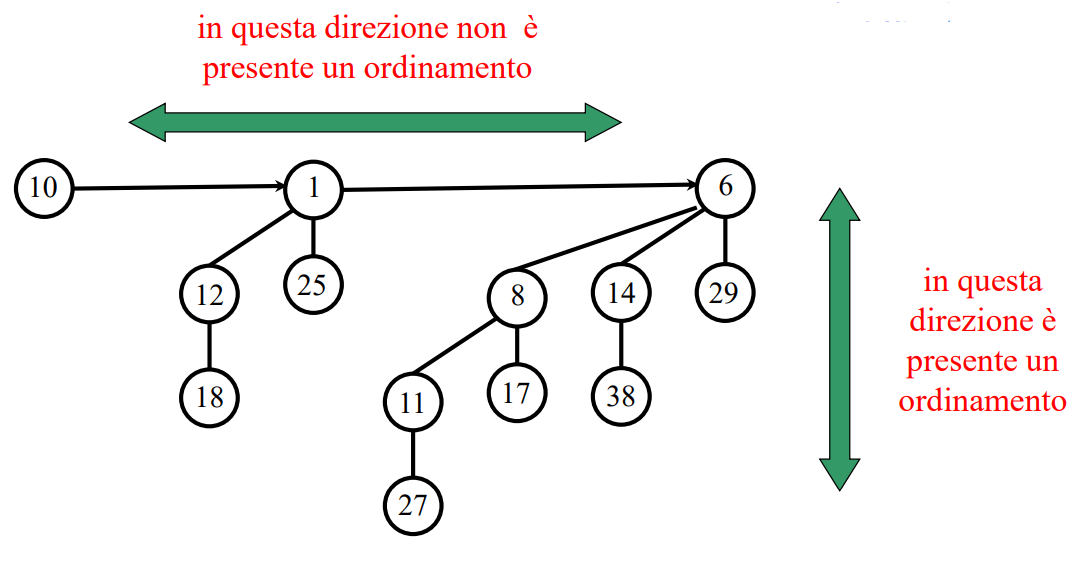 in questa direzione non è
presente un ordinamento
10
1
6
12
25
8
14
29
18
11
17
38
27
in questa
direzione è
presente un
ordinamento